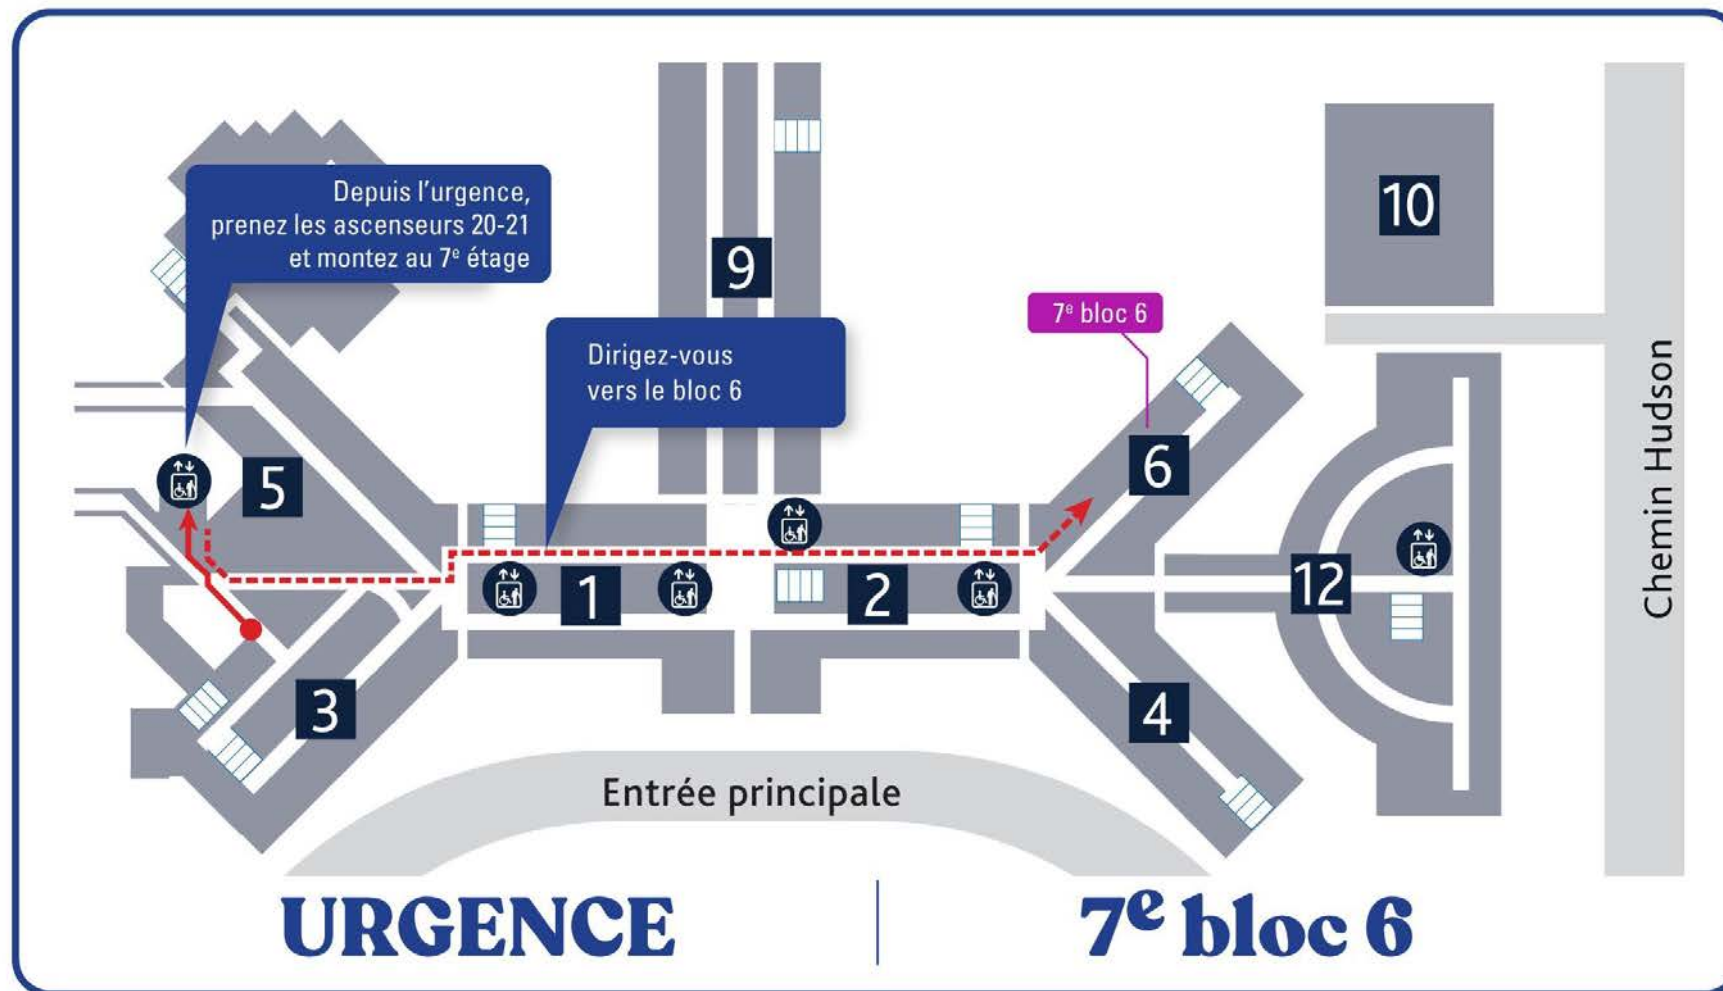 Depuis l'urgence,
prenez les ascenseurs 20-21
et montez au 7e étage
Dirigez-vous
vers le bloc 6
7e bloc 6
9
10
5
6
1
2
12
3
4
Chemin Hudson
Entrée principale
URGENCE
7e bloc 6